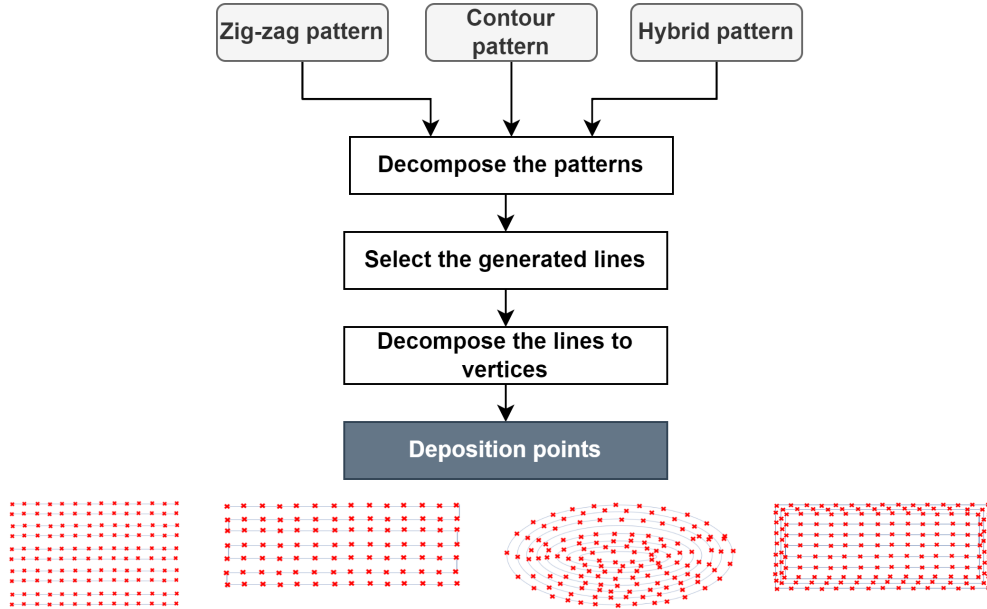 Zig-zag pattern
Contour
pattern
Hybrid pattern
Decompose the patterns
Select the generated lines
Decompose the lines to
vertices
Deposition points